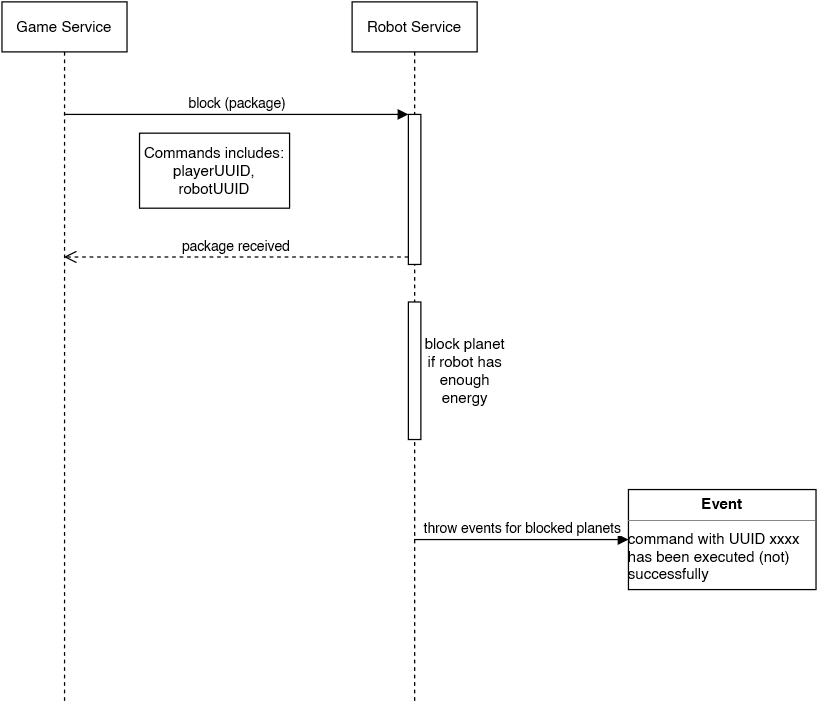 Game Service
Robot Service
block (package)
Commands includes:
playerUUID,
robotUUID
package received
block planet
if robot has
enough
energy
throw events for blocked planets
Event
command with UUID xxxx
has been executed (not)
successfully